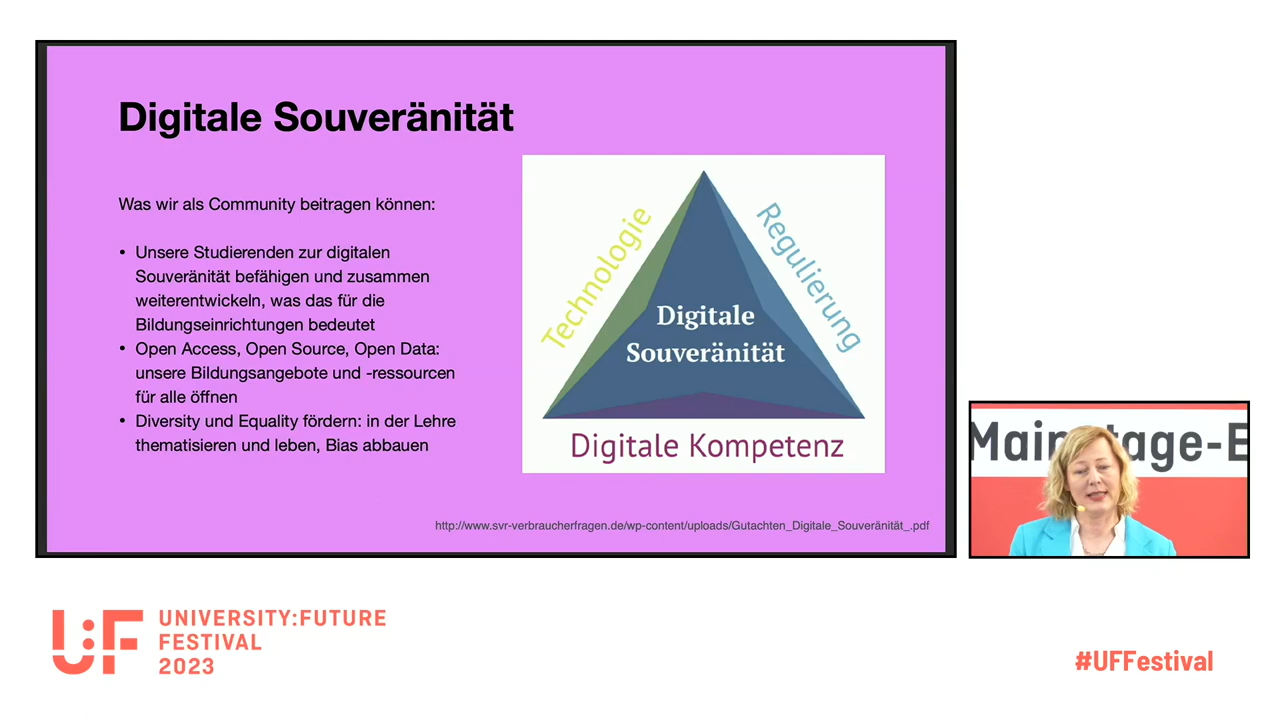 Digitale Souveränität
Was wir als Community beitragen können:
• Unsere Studierenden zur digitalen
Souveränität befähigen und zusammen
weiterentwickeln, was das für die
Bildungseinrichtungen bedeutet
• Open Access, Open Source, Open Data:
unsere Bildungsangebote und -ressourcen
für alle öffnen
• Diversity und Equality fördern: in der Lehre
thematisieren und leben, Bias abbauen
Technologie
Regulierung
Digitale
Souveränität
Digitale Kompetenz
http://www.svr-verbraucherfragen.de/wp-content/uploads/Gutachten_Digitale_Souveränität_.pdf
U:F
UNIVERSITY:FUTURE
FESTIVAL
2023
#UFFestival